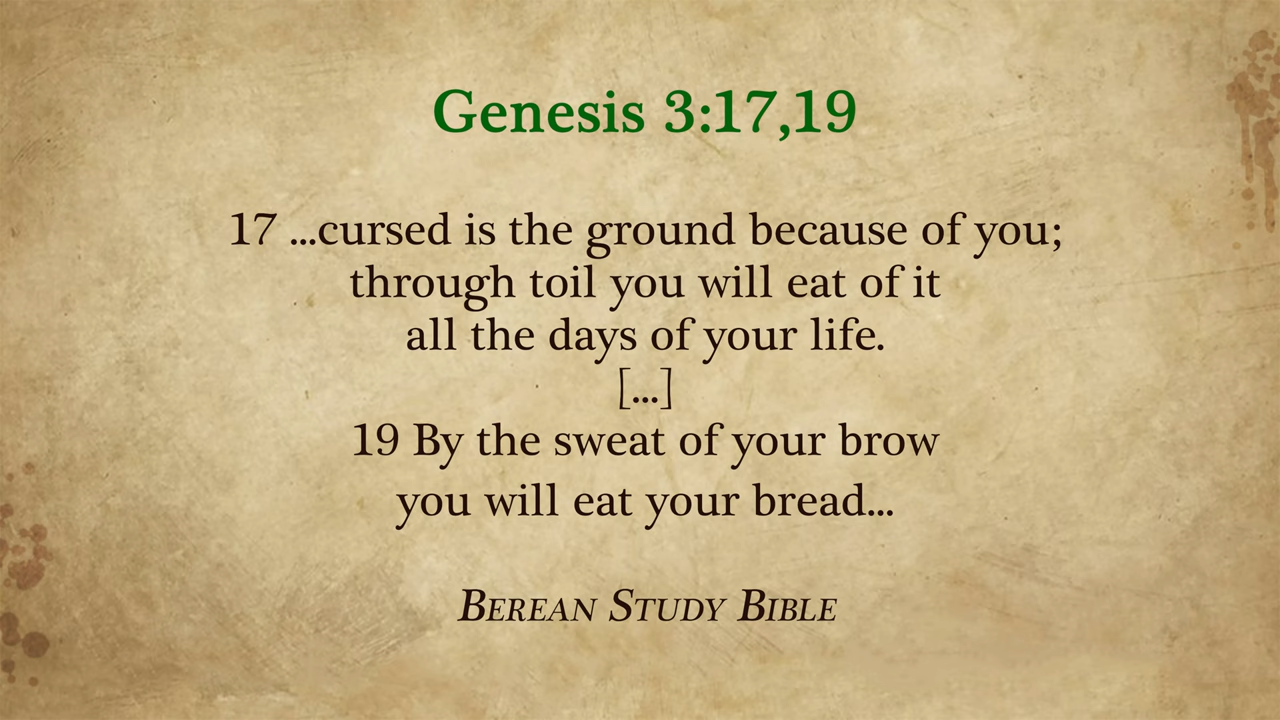 Genesis 3:17,19
17 ...cursed is the ground because of you;
through toil you will eat of it
all the days of your life.
[...]
19 By the sweat of your brow
you will eat your bread...
Berean Study Bible